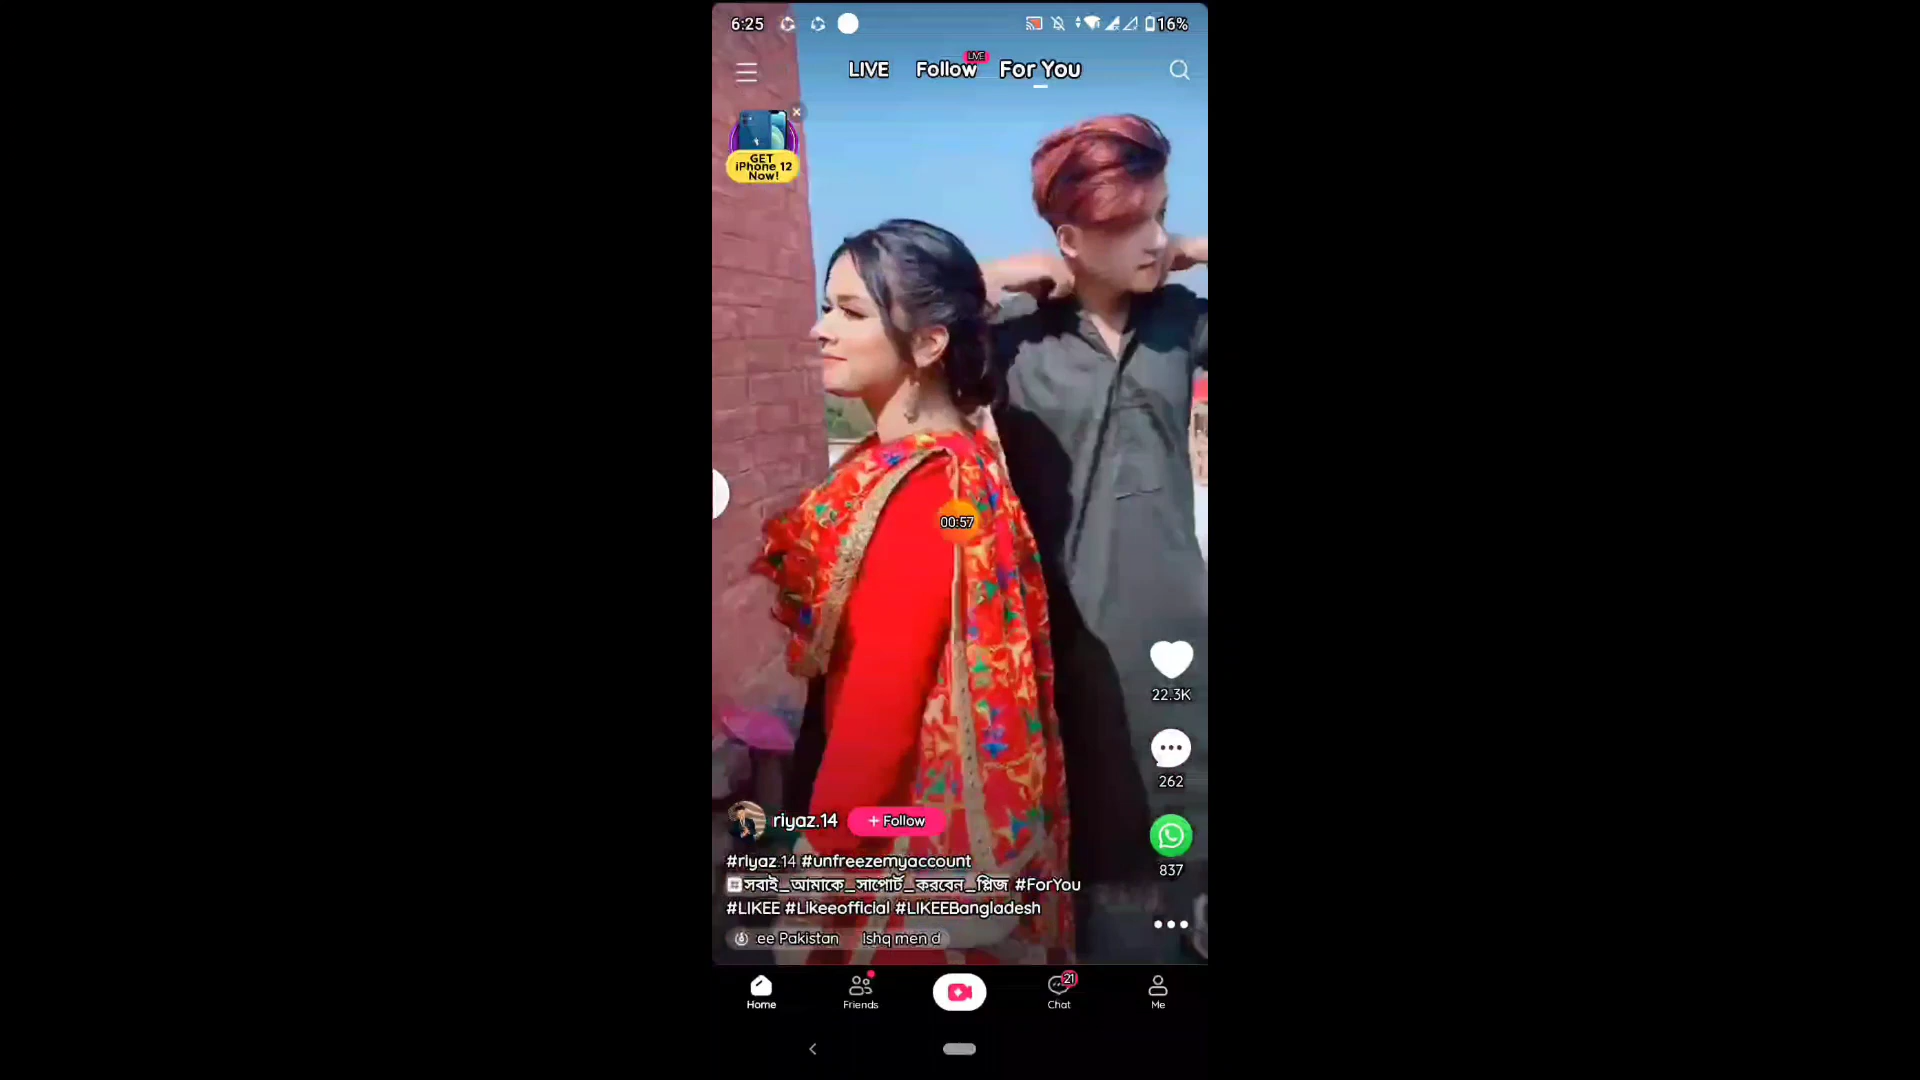 6:25
16%
LIVE
Follow
LIVE
For You
GET
iPhone 12
Now!
00:57
22.3K
262
837
riyaz.14
+ Follow
#riyaz.14 #unfreezemyaccount
#সবাই_আমাকে_সাপোর্ট_করবেন_প্লিজ #ForYou
#LIKEE #Likeeofficial #LIKEEBangladesh
ee Pakistan Ishq men d
21
Home
Friends
Chat
Me